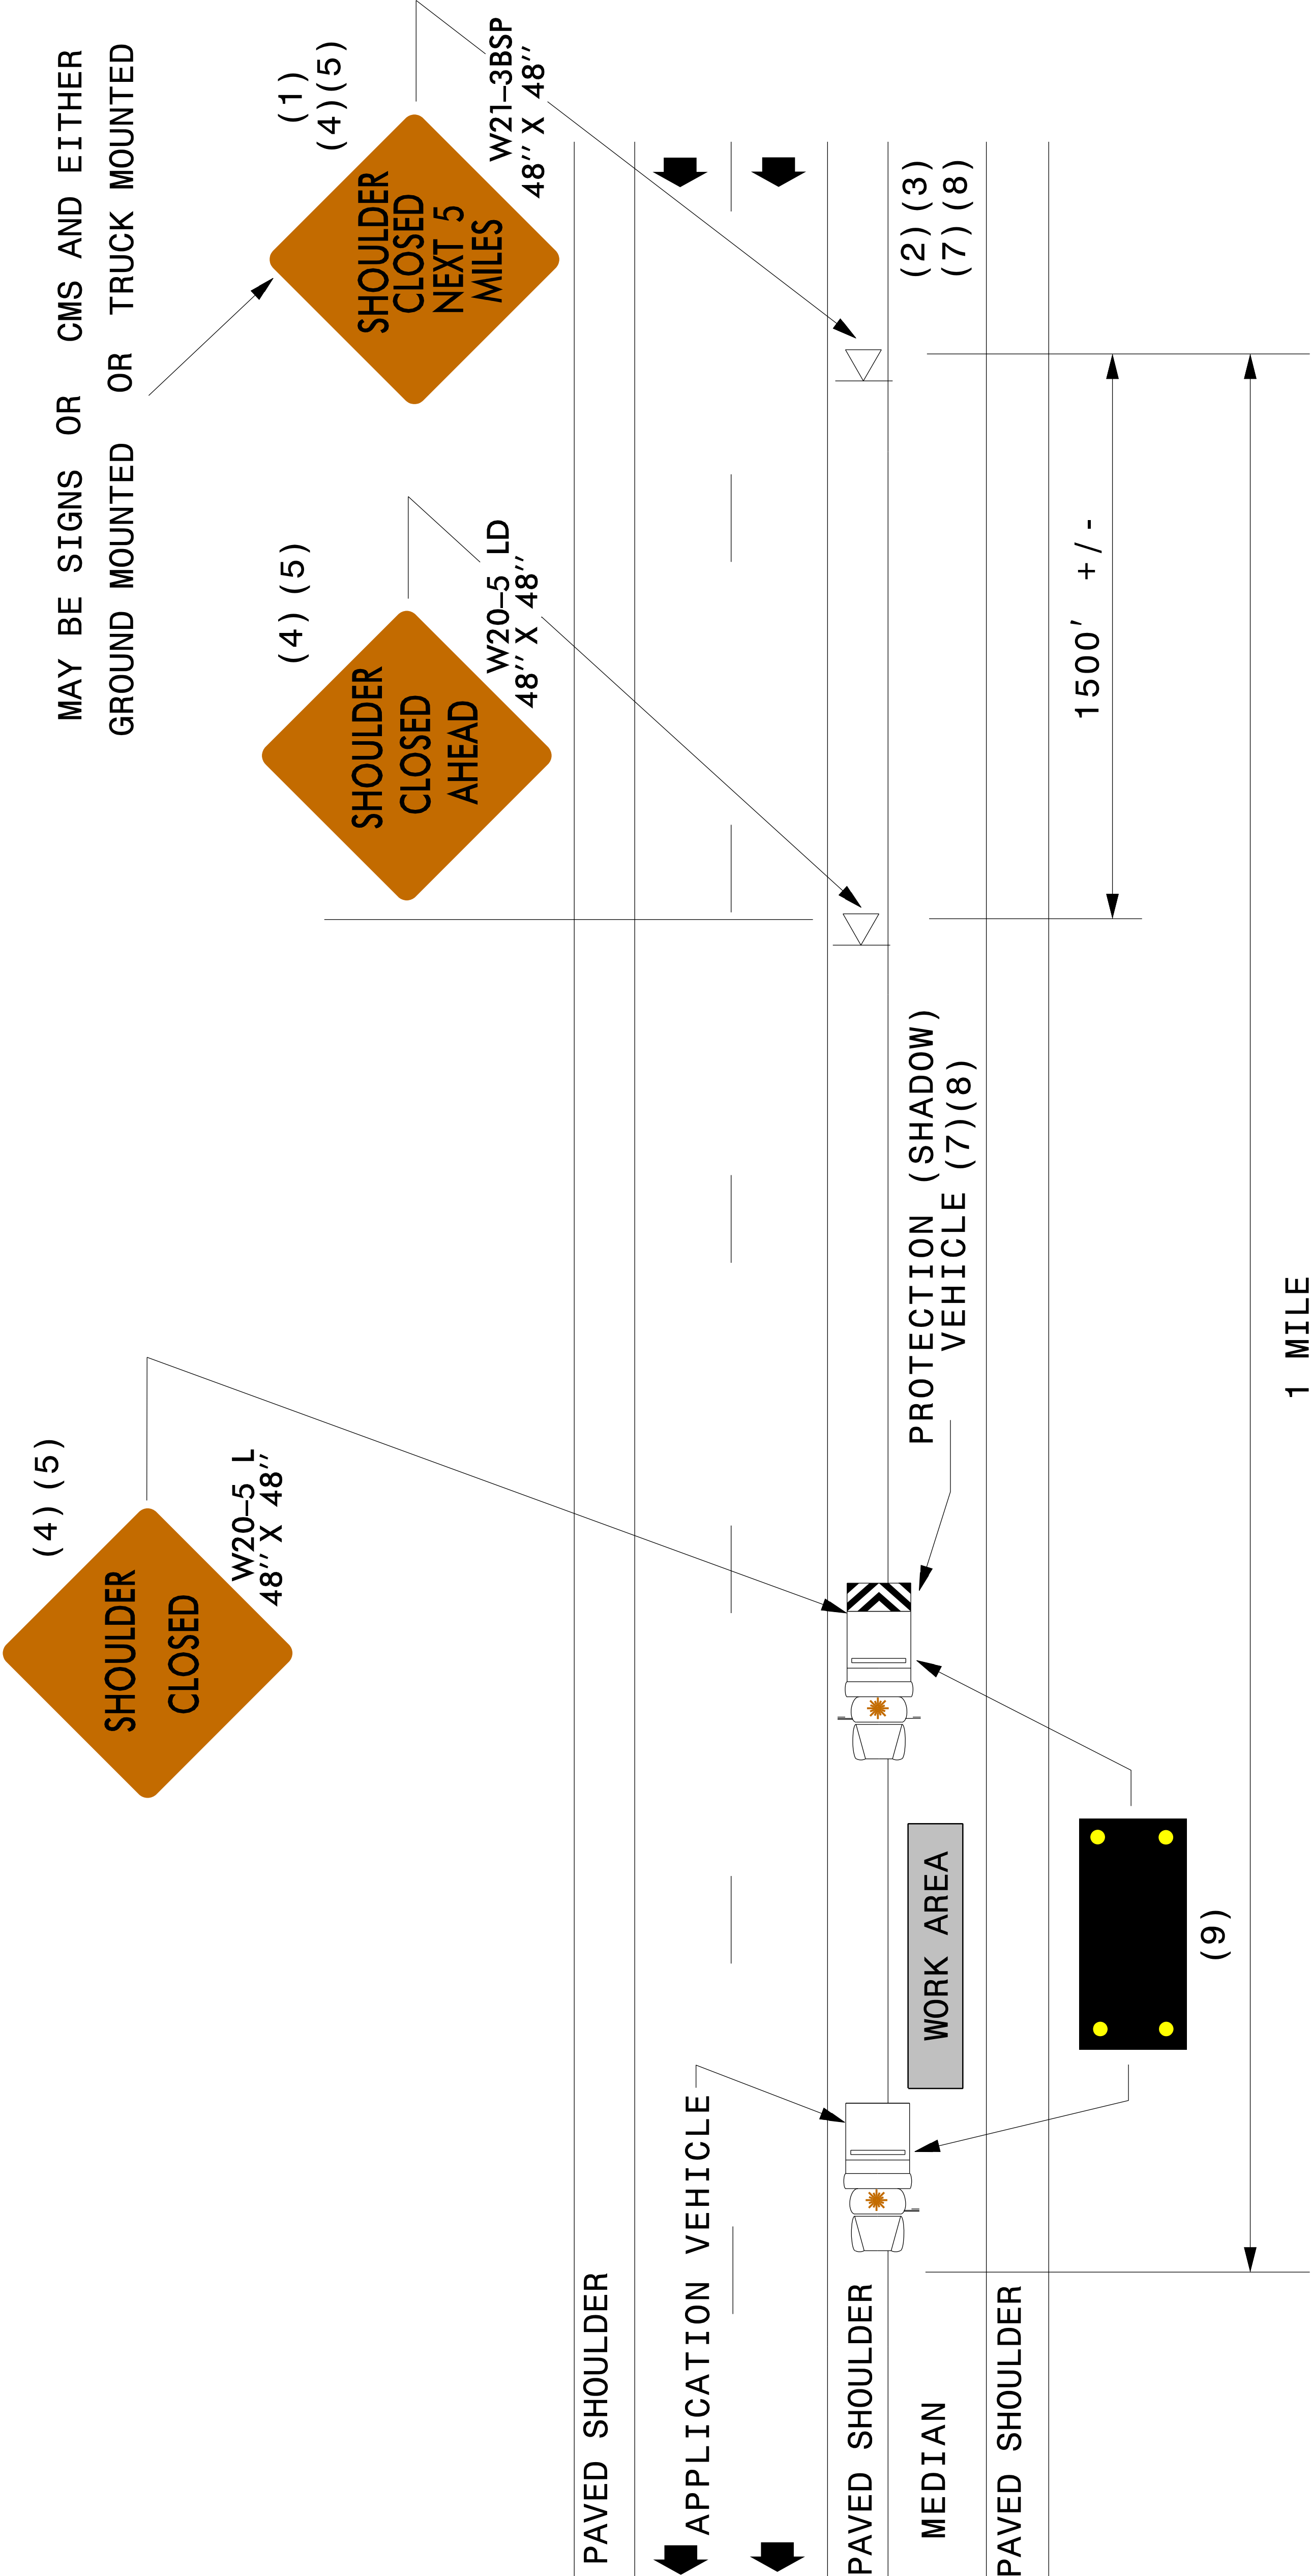 MAY BE SIGNS OR CMS AND EITHER
GROUND MOUNTED OR TRUCK MOUNTED
(4)(5)
SHOULDER
CLOSED
W20-5 L
48'' X 48''
(4)(5)
SHOULDER
CLOSED
AHEAD
W20-5 LD
48'' X 48''
(1)
(4)(5)
SHOULDER
CLOSED
NEXT 5
MILES
W21-3BSP
48'' X 48''
PAVED SHOULDER
APPLICATION VEHICLE
PAVED SHOULDER
MEDIAN
PAVED SHOULDER
WORK AREA
PROTECTION (SHADOW)
VEHICLE (7)(8)
(2)(3)
(7)(8)
(9)
1500' +/-
1 MILE